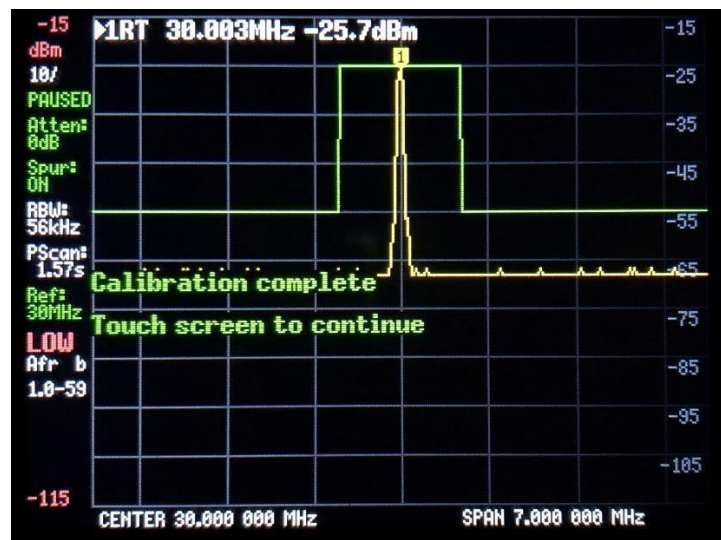 -15
dBm
10/
PAUSED
Atten:
0dB
Spur:
ON
RBW:
56kHz
PScan:
1.57s
Ref:
30MHz
LOW
Afr b
1.0-59
-115
▶1RT 30.003MHz -25.7dBm
1
-15
-25
-35
-45
-55
-65
-75
-85
-95
-105
Calibration complete
Touch screen to continue
CENTER 30.000 000 MHz
SPAN 7.000 000 MHz